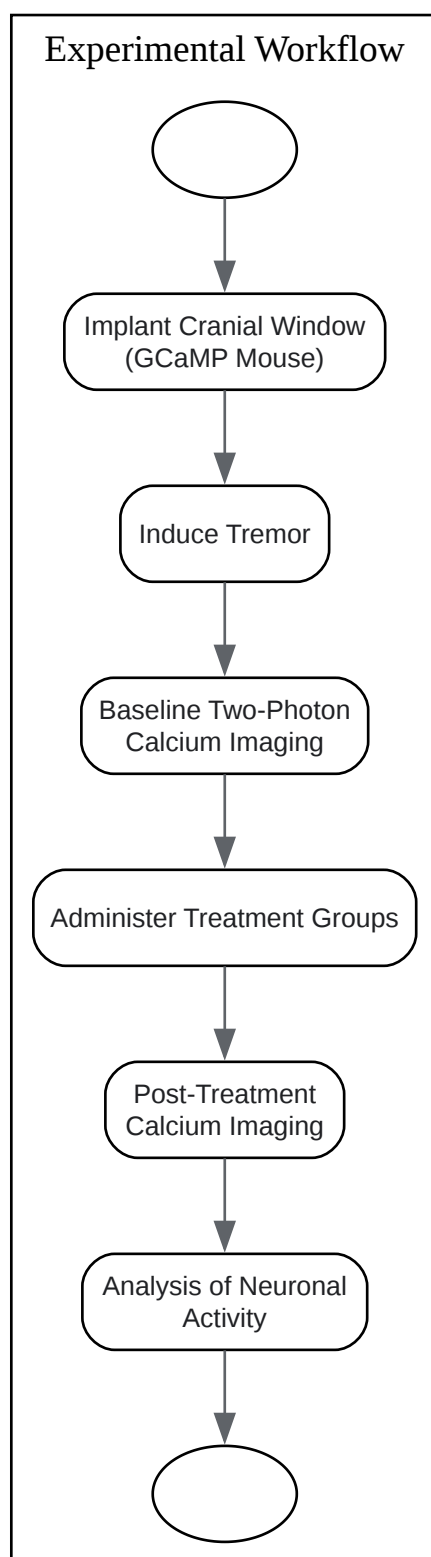 Experimental Workflow
Implant Cranial Window
(GCaMP Mouse)
Induce Tremor
Baseline Two-Photon
Calcium Imaging
Administer Treatment Groups
Post-Treatment
Calcium Imaging
Analysis of Neuronal
Activity